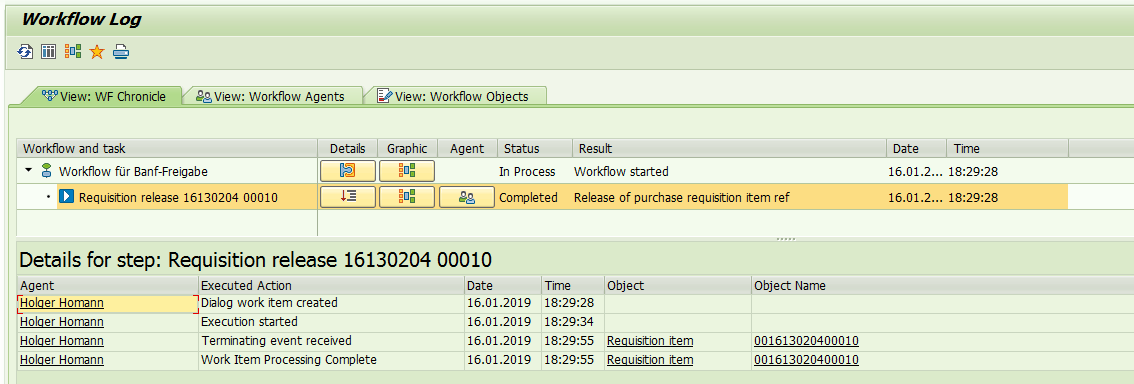 Workflow Log
View: WF Chronicle View: Workflow Agents View: Workflow Objects
Workflow and task Details Graphic Agent Status Result Date Time
Workflow für Banf-Freigabe In Process Workflow started 16.01.2... 18:29:28
Requisition release 16130204 00010 Completed Release of purchase requisition item ref 16.01.2... 18:29:28
Details for step: Requisition release 16130204 00010
Agent Executed Action Date Time Object Object Name
Holger Homann Dialog work item created 16.01.2019 18:29:28
Holger Homann Execution started 16.01.2019 18:29:34
Holger Homann Terminating event received 16.01.2019 18:29:55 Requisition item 001613020400010
Holger Homann Work Item Processing Complete 16.01.2019 18:29:55 Requisition item 001613020400010